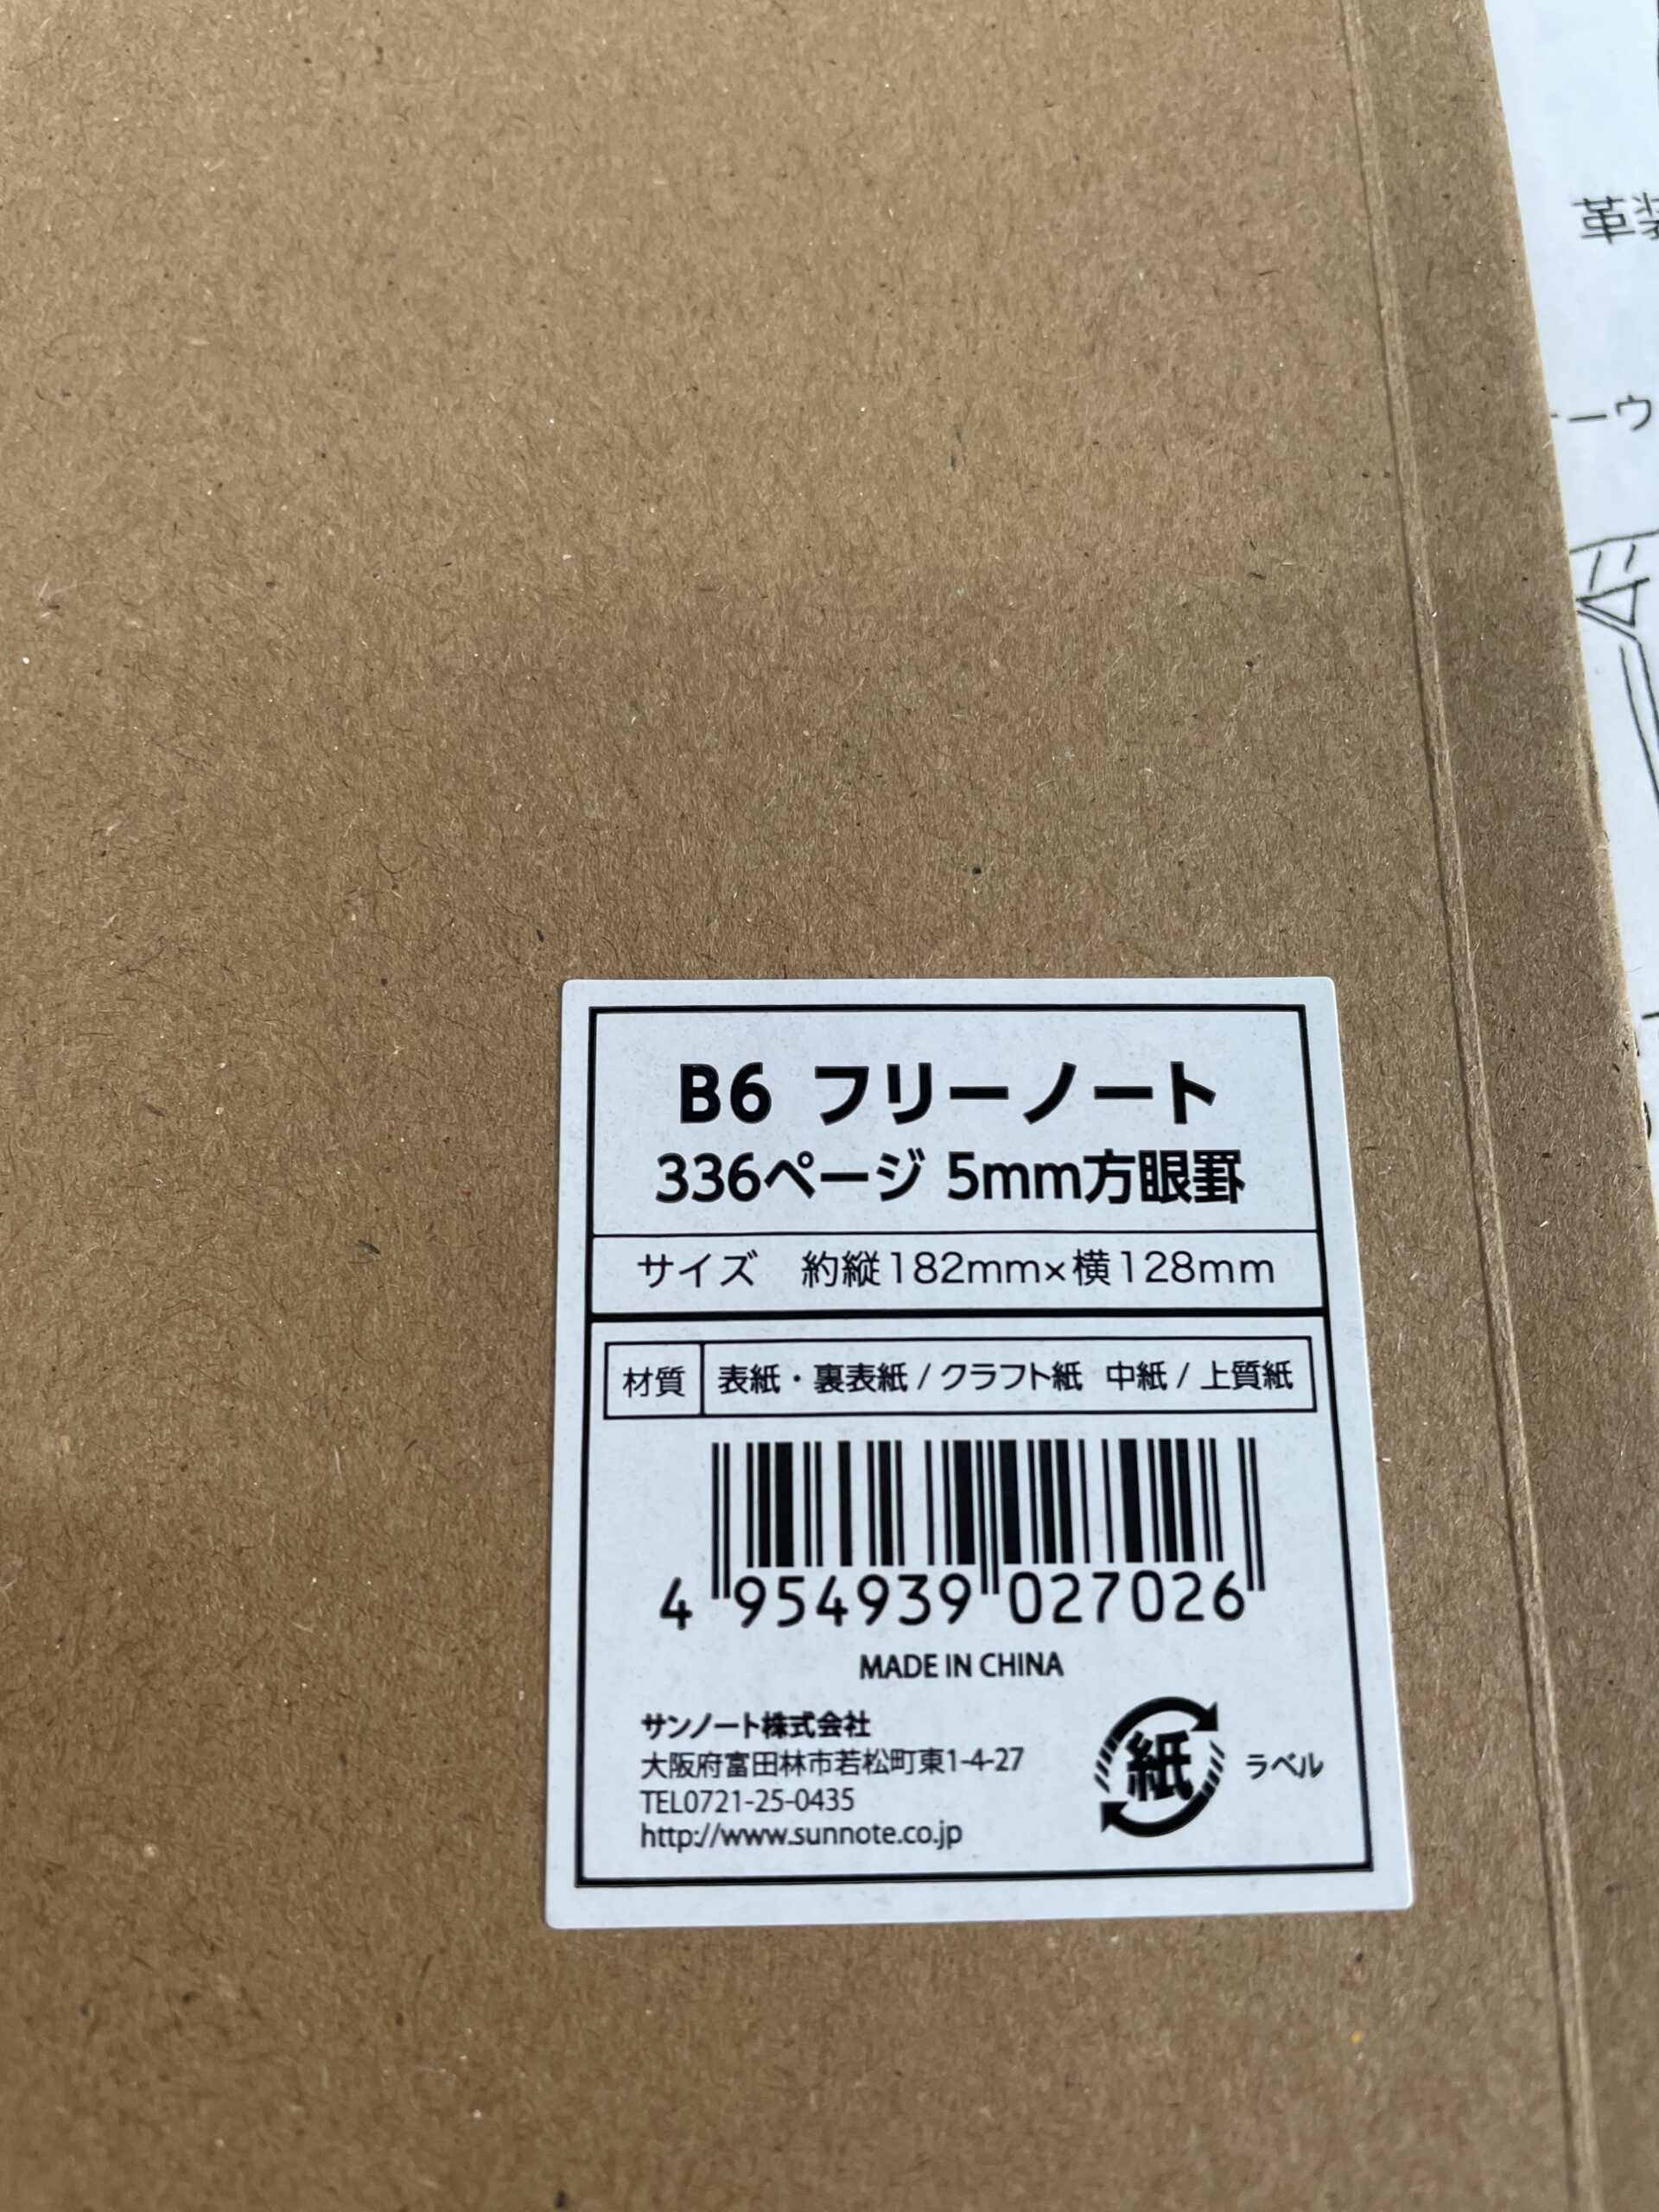 B6 フリーノート
336ページ 5mm方眼罫
サイズ 約縦182mm×横128mm
材質 表紙・裏表紙 / クラフト紙 中紙 / 上質紙
4 954939 027026
MADE IN CHINA
サンノート株式会社
大阪府富田林市若松町東1-4-27
TEL0721-25-0435
http://www.sunnote.co.jp
紙 ラベル
革装
ーウ